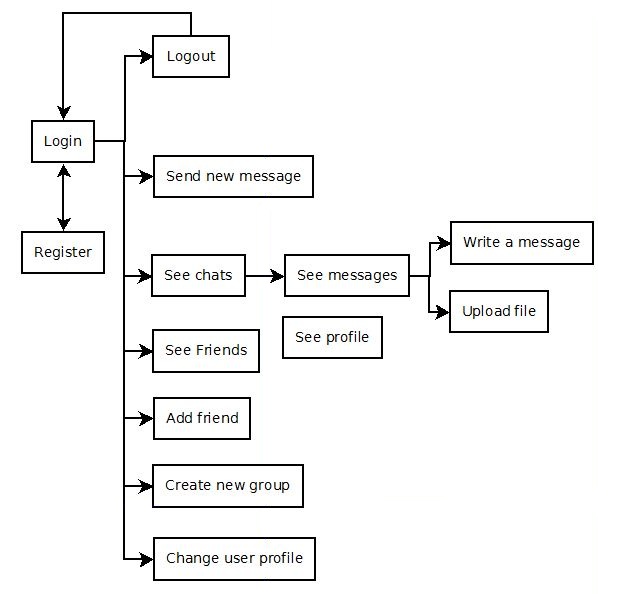 Logout
Login
Send new message
Register
Write a message
See chats
See messages
Upload file
See profile
See Friends
Add friend
Create new group
Change user profile